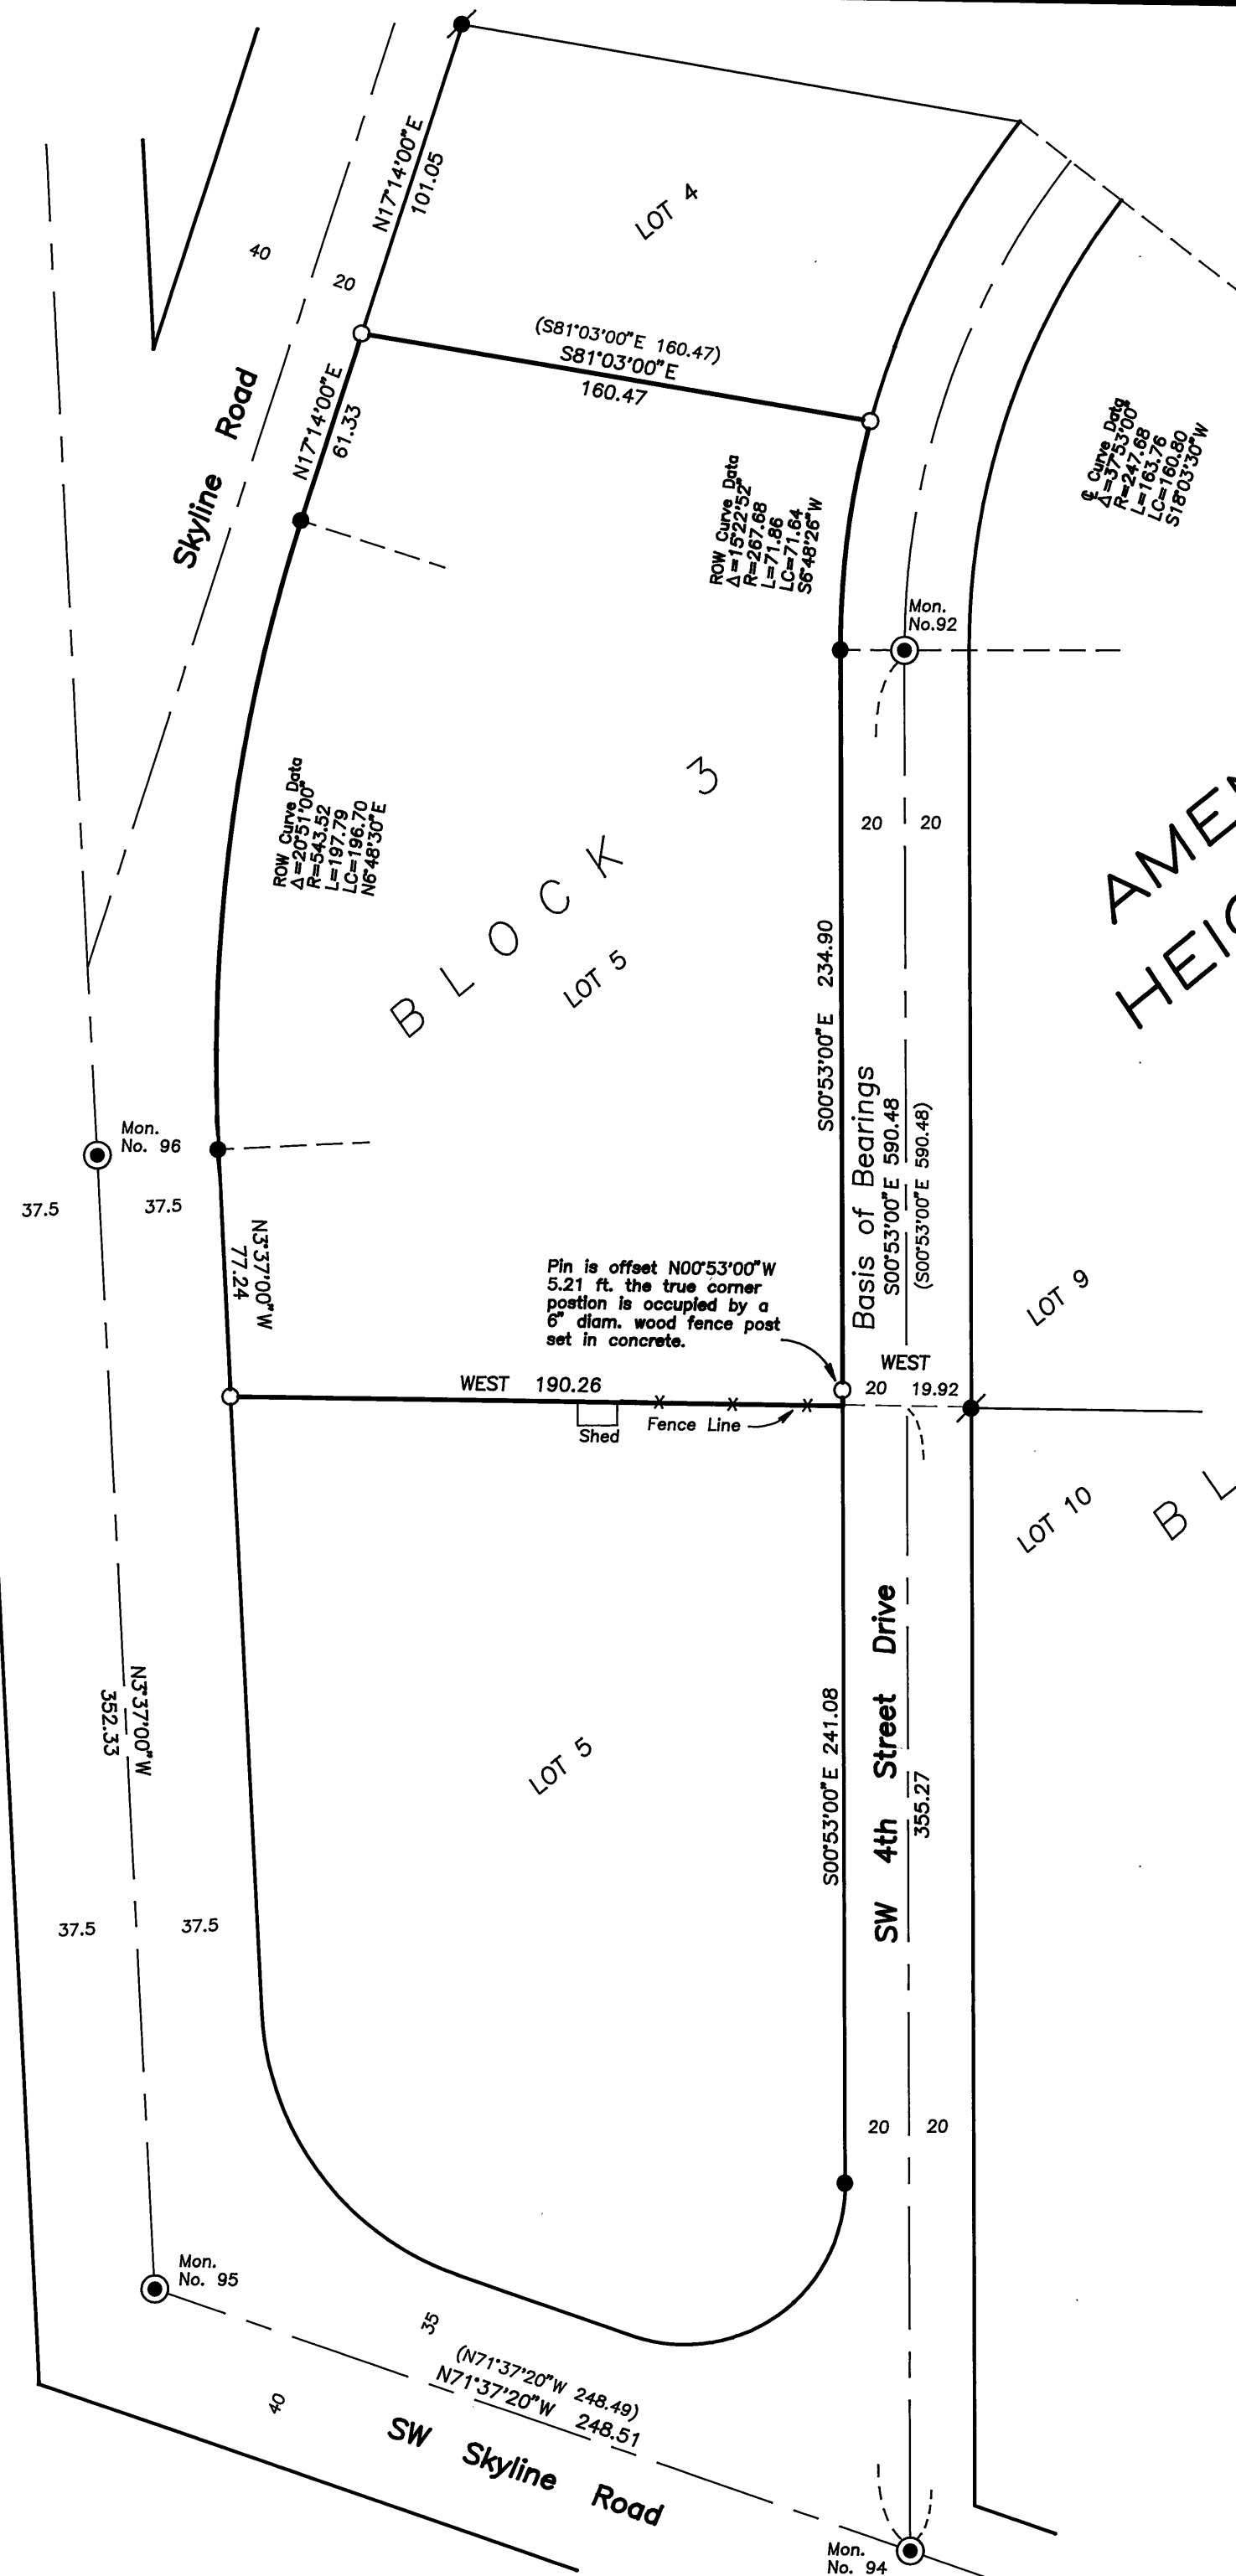 N17°14'00"E
101.05
LOT 4
40
20
(S81°03'00"E 160.47)
S81°03'00"E
160.47
N17°14'00"E
61.33
Skyline Road
ROW Curve Data
Δ=15°22'52"
R=267.68
L=71.86
LC=71.64
S6°48'26"W
℄ Curve Data
Δ=37°53'00"
R=247.68
L=163.76
LC=160.80
S18°03'30"W
Mon.
No.92
ROW Curve Data
Δ=20°51'00"
R=543.52
L=197.79
LC=196.70
N6°48'30"E
BLOCK 3
20
20
LOT 5
S00°53'00"E 234.90
Basis of Bearings
S00°53'00"E 590.48
(S00°53'00"E 590.48)
Mon.
No. 96
37.5
37.5
N3°37'00"W
77.24
Pin is offset N00°53'00"W
5.21 ft. the true corner
postion is occupied by a
6" diam. wood fence post
set in concrete.
LOT 9
WEST
20 19.92
WEST 190.26
Shed
Fence Line
LOT 10
B L
LOT 5
S00°53'00"E 241.08
SW 4th Street Drive
355.27
N3°37'00"W
352.33
37.5
37.5
20
20
Mon.
No. 95
35
(N71°37'20"W 248.49)
N71°37'20"W 248.51
40
SW Skyline Road
Mon.
No. 94